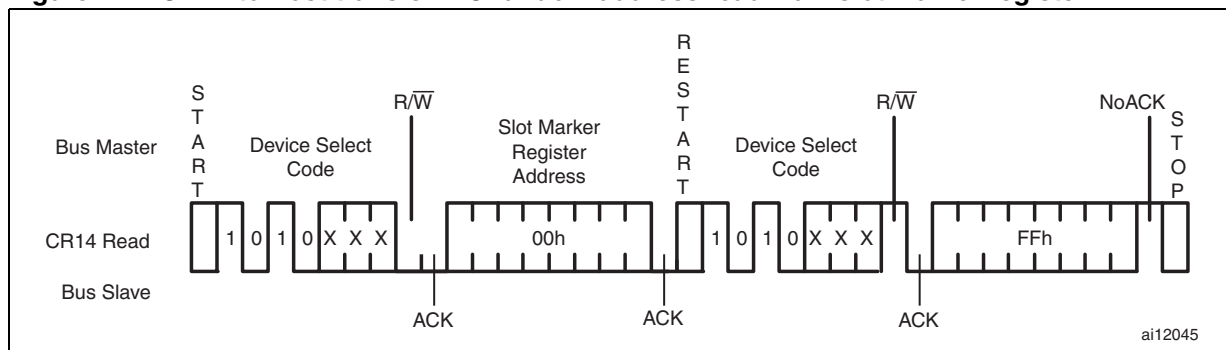 R
E
S
T
A
R
T
S
T
A
R
T
R/W
R/W
NoACK
S
T
O
P
Bus Master
Device Select
Code
Slot Marker
Register
Address
Device Select
Code
CR14 Read
1 0 1 0 X X X
00h
1 0 1 0 X X X
FFh
Bus Slave
ACK
ACK
ACK
ai12045